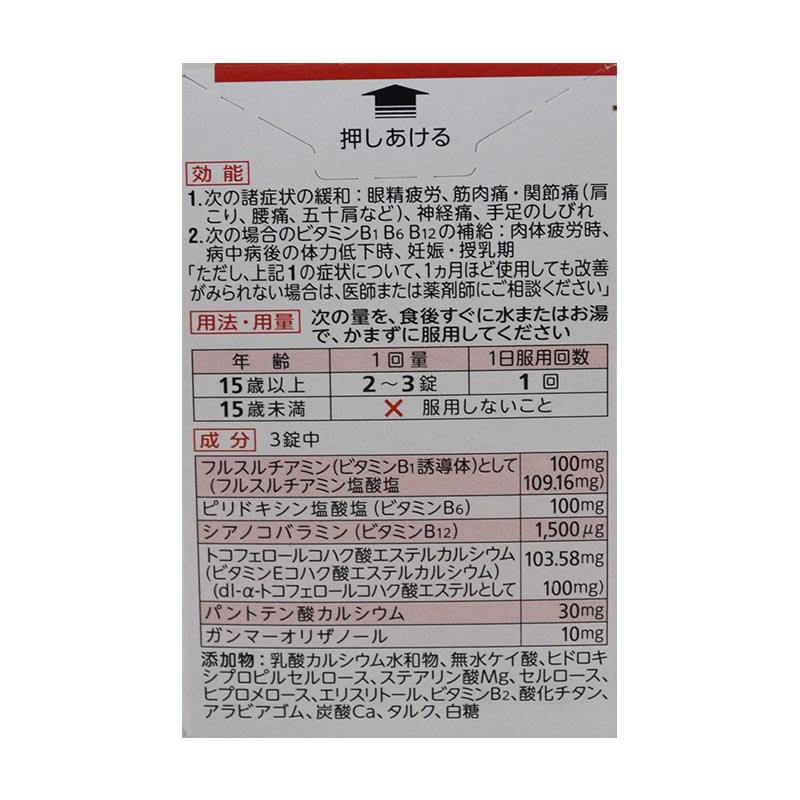 押しあける
効能
1.次の諸症状の緩和：眼精疲労、筋肉痛・関節痛（肩
こり、腰痛、五十肩など）、神経痛、手足のしびれ
2.次の場合のビタミンB1 B6 B12の補給：肉体疲労時、
病中病後の体力低下時、妊娠・授乳期
「ただし、上記1の症状について、1ヵ月ほど使用しても改善
がみられない場合は、医師または薬剤師にご相談ください」
用法・用量 次の量を、食後すぐに水またはお湯
で、かまずに服用してください
年齢 1回量 1日服用回数
15歳以上 2〜3錠 1回
15歳未満 × 服用しないこと
成分 3錠中
フルスルチアミン（ビタミンB1誘導体）として 100mg
（フルスルチアミン塩酸塩 109.16mg）
ピリドキシン塩酸塩（ビタミンB6） 100mg
シアノコバラミン（ビタミンB12） 1,500μg
トコフェロールコハク酸エステルカルシウム 103.58mg
（ビタミンEコハク酸エステルカルシウム）
（dl-α-トコフェロールコハク酸エステルとして 100mg）
パントテン酸カルシウム 30mg
ガンマーオリザノール 10mg
添加物：乳酸カルシウム水和物、無水ケイ酸、ヒドロキ
シプロピルセルロース、ステアリン酸Mg、セルロース、
ヒプロメロース、エリスリトール、ビタミンB2、酸化チタン、
アラビアゴム、炭酸Ca、タルク、白糖